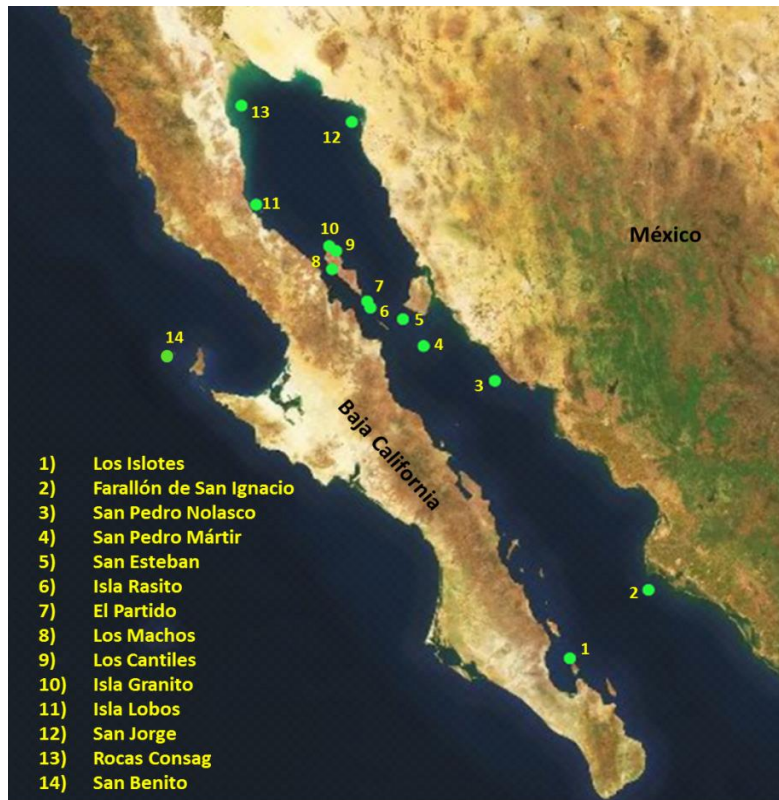 13
12
11
10
9
8
7
6
5
14
4
3
México
Baja California
2
1
1) Los Islotes
2) Farallón de San Ignacio
3) San Pedro Nolasco
4) San Pedro Mártir
5) San Esteban
6) Isla Rasito
7) El Partido
8) Los Machos
9) Los Cantiles
10) Isla Granito
11) Isla Lobos
12) San Jorge
13) Rocas Consag
14) San Benito